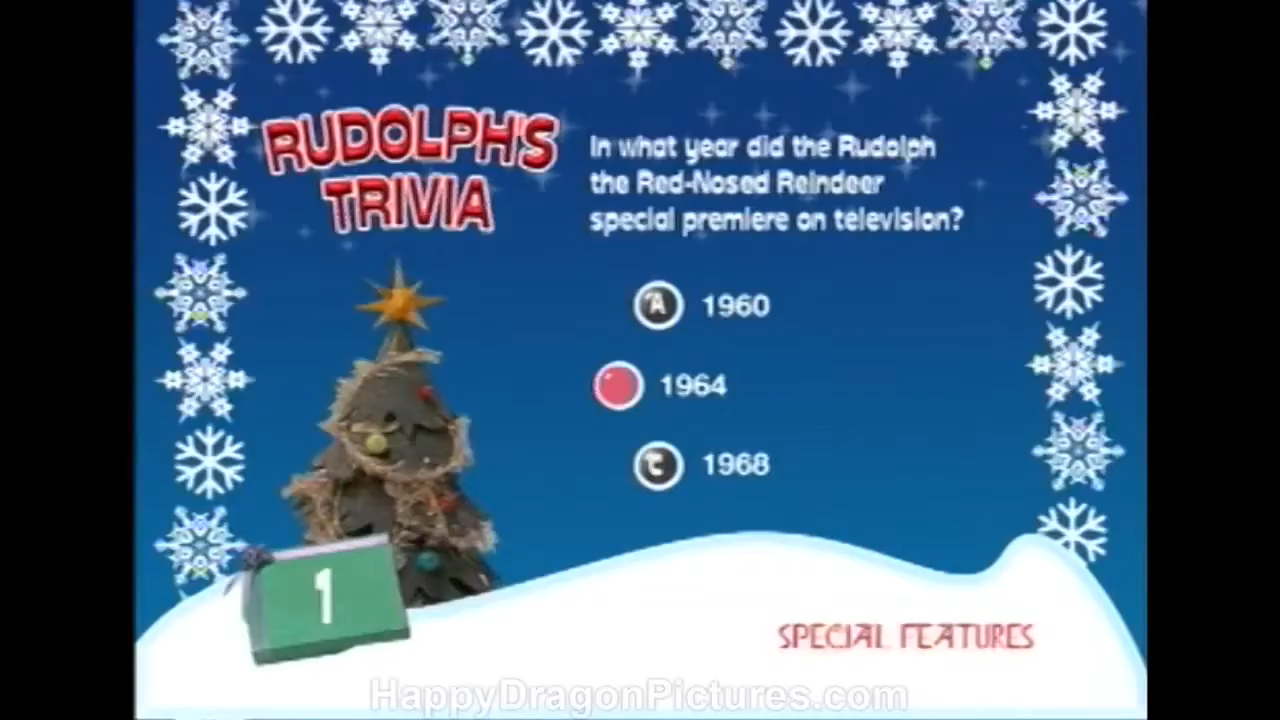 RUDOLPH'S
TRIVIA
In what year did the Rudolph
the Red-Nosed Reindeer
special premiere on television?
A 1960
1964
C 1968
1
SPECIAL FEATURES
HappyDragonPictures.com